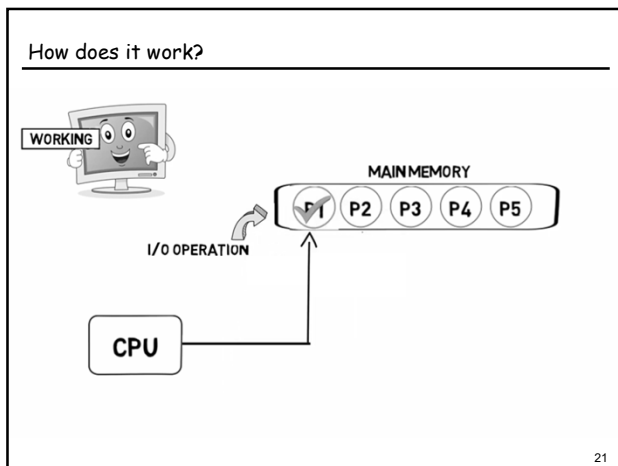 How does it work?
WORKING
MAIN MEMORY
P1 P2 P3 P4 P5
I/O OPERATION
CPU
21